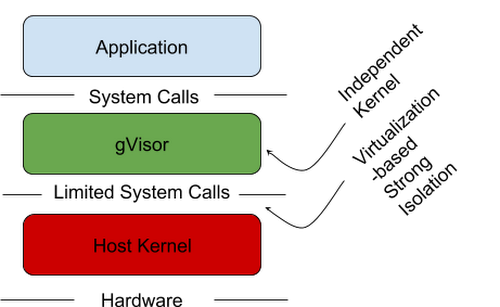 Application
System Calls
gVisor
Limited System Calls
Host Kernel
Hardware
Independent
Kernel
Virtualization
-based
Strong
Isolation